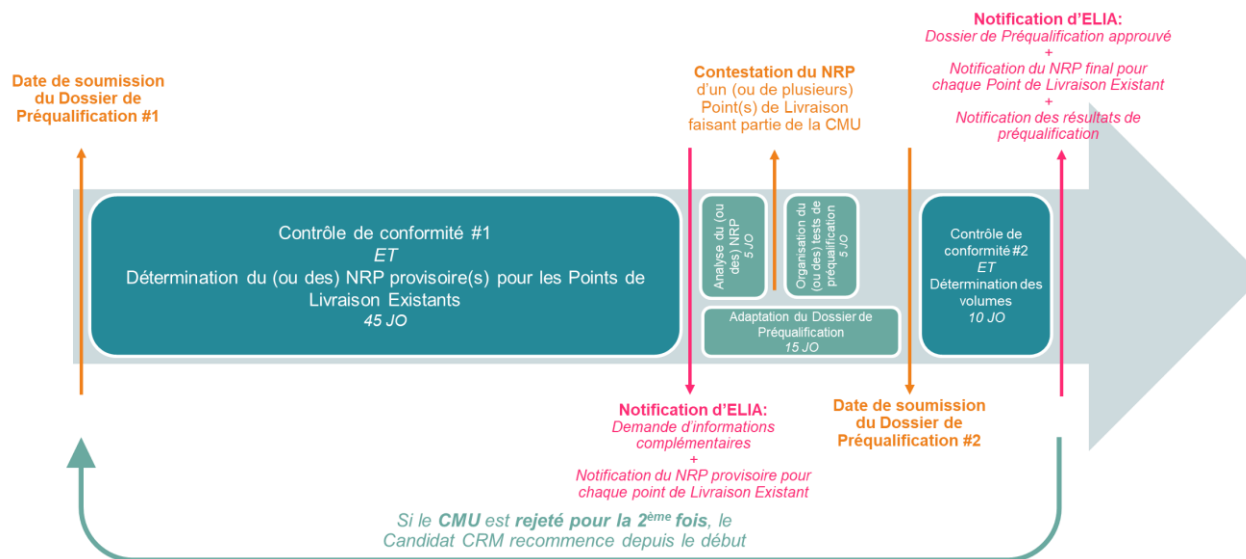 Notification d'ELIA:
Dossier de Préqualification approuvé
+
Notification du NRP final pour
chaque Point de Livraison Existant
+
Notification des résultats de
préqualification
Date de soumission
du Dossier de
Préqualification #1
Contestation du NRP
d'un (ou de plusieurs)
Point(s) de Livraison
faisant partie de la CMU
Contrôle de conformité #1
ET
Détermination du (ou des) NRP provisoire(s) pour les Points de
Livraison Existants
45 JO
Analyse du (ou
des) NRP
5 JO
Organisation du
(ou des) tests de
préqualification
5 JO
Adaptation du Dossier de
Préqualification
15 JO
Contrôle de
conformité #2
ET
Détermination des
volumes
10 JO
Notification d'ELIA:
Demande d'informations
complémentaires
+
Notification du NRP provisoire pour
chaque point de Livraison Existant
Date de soumission
du Dossier de
Préqualification #2
Si le CMU est rejeté pour la 2ème fois, le
Candidat CRM recommence depuis le début